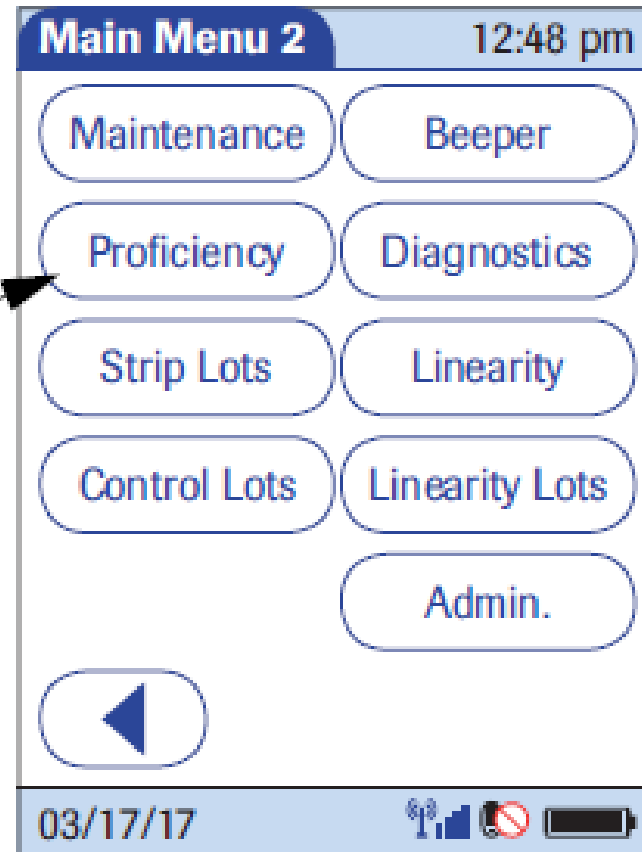 Main Menu 2 12:48 pm
Maintenance Beeper
Proficiency Diagnostics
Strip Lots Linearity
Control Lots Linearity Lots
Admin.
03/17/17